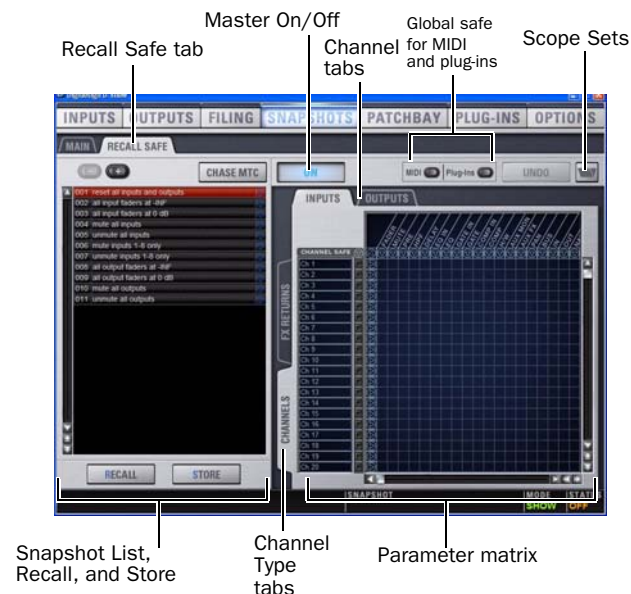 Master On/Off
Global safe
for MIDI
and plug-ins
Scope Sets
Recall Safe tab
Channel
tabs
INPUTS OUTPUTS FILING SNAPSHOTS PATCHBAY PLUG-INS OPTIONS
MAIN RECALL SAFE
CHASE MTC ON MIDI Plug-Ins UNDO
INPUTS OUTPUTS
001 reset all inputs and outputs
002 all input faders at -INF
003 all input faders at 0 dB
004 mute all inputs
005 unmute all inputs
006 mute inputs 1-8 only
007 unmute inputs 1-8 only
008 all output faders at -INF
009 all output faders at 0 dB
010 mute all outputs
011 unmute all outputs
CHANNEL SAFE
Ch 1
Ch 2
Ch 3
Ch 4
Ch 5
Ch 6
Ch 7
Ch 8
Ch 9
Ch 10
Ch 11
Ch 12
Ch 13
Ch 14
Ch 15
Ch 16
Ch 17
Ch 18
Ch 19
Ch 20
FX RETURNS
CHANNELS
RECALL STORE
SNAPSHOT MODE STATUS
SHOW OFF
Snapshot List,
Recall, and Store
Channel
Type
tabs
Parameter matrix